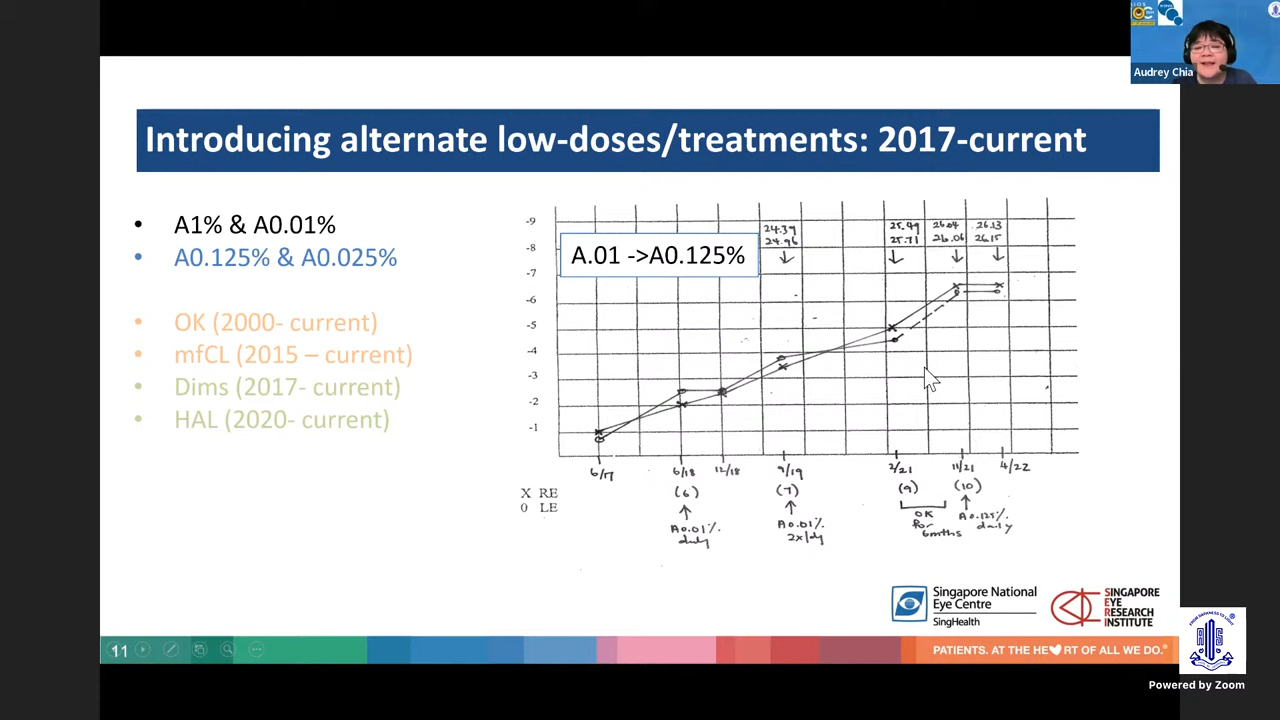 Audrey Chia
Introducing alternate low-doses/treatments: 2017-current
• A1% & A0.01%
• A0.125% & A0.025%
• OK (2000- current)
• mfCL (2015 – current)
• Dims (2017- current)
• HAL (2020- current)
A.01 ->A0.125%
24.39 25.49 26.04 26.13
24.96 25.71 26.06 26.15
-9
-8
-7
-6
-5
-4
-3
-2
-1
6/17 6/18 12/18 9/19 2/21 11/21 4/22
(6) (7) (9) (10)
X RE
O LE
A0.01% daily
A0.01% 2x/dy
OK for 6mths
A0.125% daily
Singapore National
Eye Centre
SingHealth
SINGAPORE
EYE
RESEARCH
INSTITUTE
11
PATIENTS. AT THE HE RT OF ALL WE DO.®
Powered by Zoom